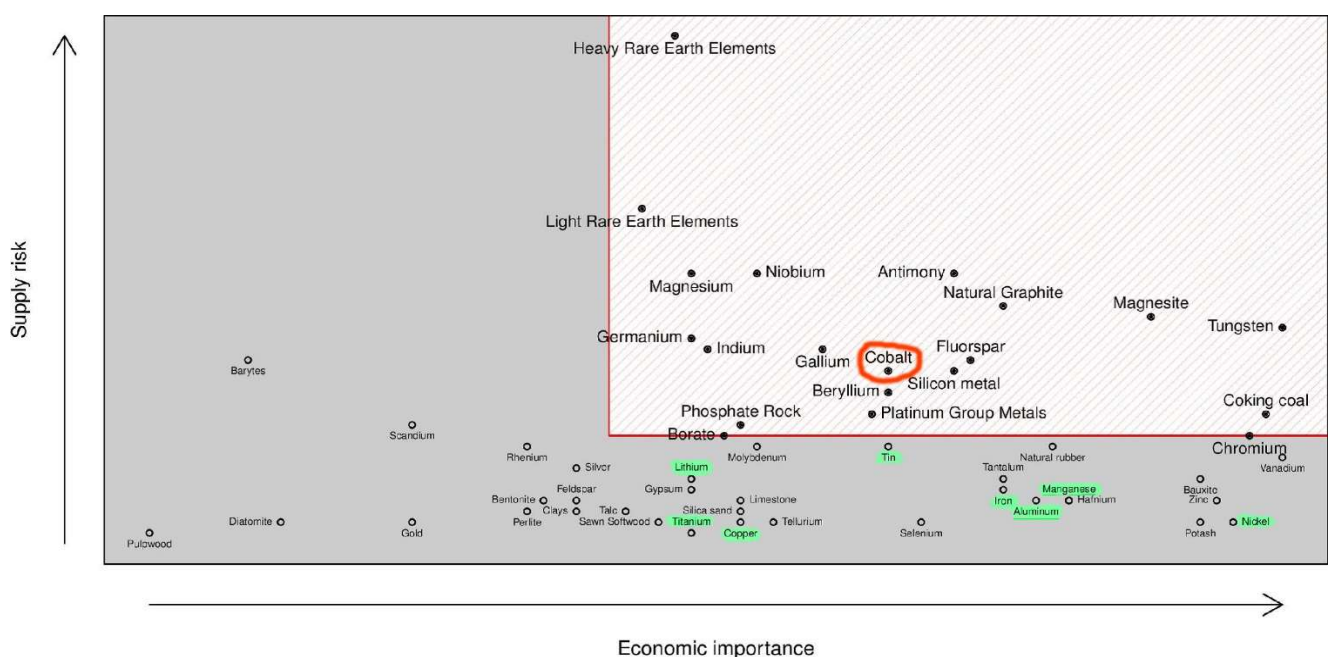 Heavy Rare Earth Elements
Light Rare Earth Elements
Magnesium
Niobium
Antimony
Natural Graphite
Magnesite
Tungsten
Germanium
Indium
Gallium
Cobalt
Fluorspar
Silicon metal
Barytes
Beryllium
Coking coal
Phosphate Rock
Platinum Group Metals
Borate
Chromium
Scandium
Rhenium
Molybdenum
Tin
Natural rubber
Vanadium
Silver
Lithium
Tantalum
Feldspar
Gypsum
Manganese
Bauxite
Bentonite
Limestone
Iron
Hafnium
Zinc
Clays
Talc
Silica sand
Aluminum
Perlite
Diatomite
Gold
Sawn Softwood
Titanium
Copper
Tellurium
Selenium
Potash
Nickel
Pulpwood
Supply risk
Economic importance